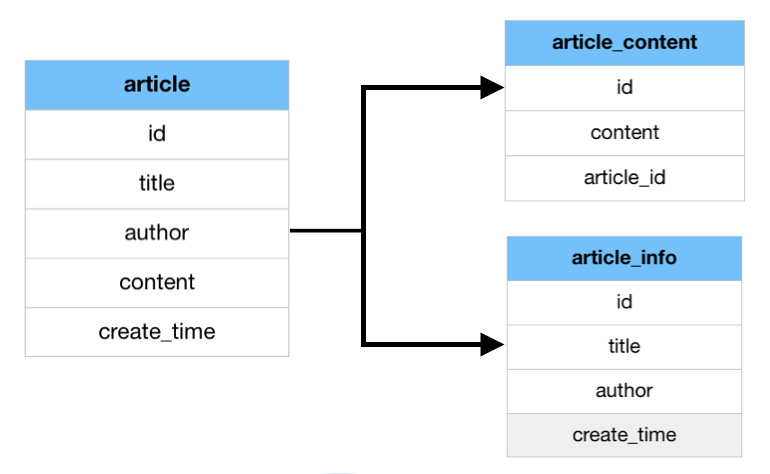 article
id
title
author
content
create_time
article_content
id
content
article_id
article_info
id
title
author
create_time